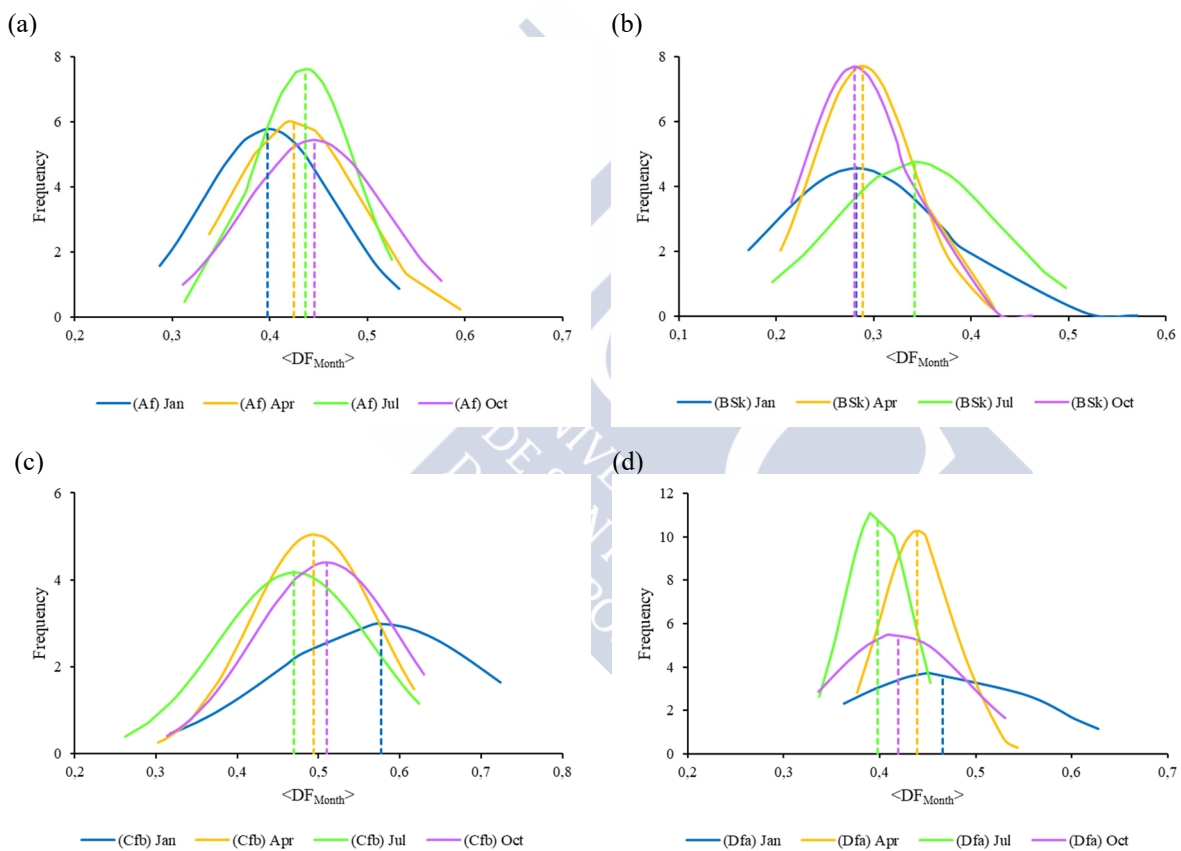 (a)
8
6
4
2
0
Frequency
0,2 0,3 0,4 0,5 0,6 0,7
<DFMonth>
(Af) Jan (Af) Apr (Af) Jul (Af) Oct
(b)
8
6
4
2
0
Frequency
0,1 0,2 0,3 0,4 0,5 0,6
<DFMonth>
(BSk) Jan (BSk) Apr (BSk) Jul (BSk) Oct
(c)
6
4
2
0
Frequency
0,2 0,3 0,4 0,5 0,6 0,7 0,8
<DFMonth>
(Cfb) Jan (Cfb) Apr (Cfb) Jul (Cfb) Oct
(d)
12
10
8
6
4
2
0
Frequency
0,2 0,3 0,4 0,5 0,6 0,7
<DFMonth>
(Dfa) Jan (Dfa) Apr (Dfa) Jul (Dfa) Oct